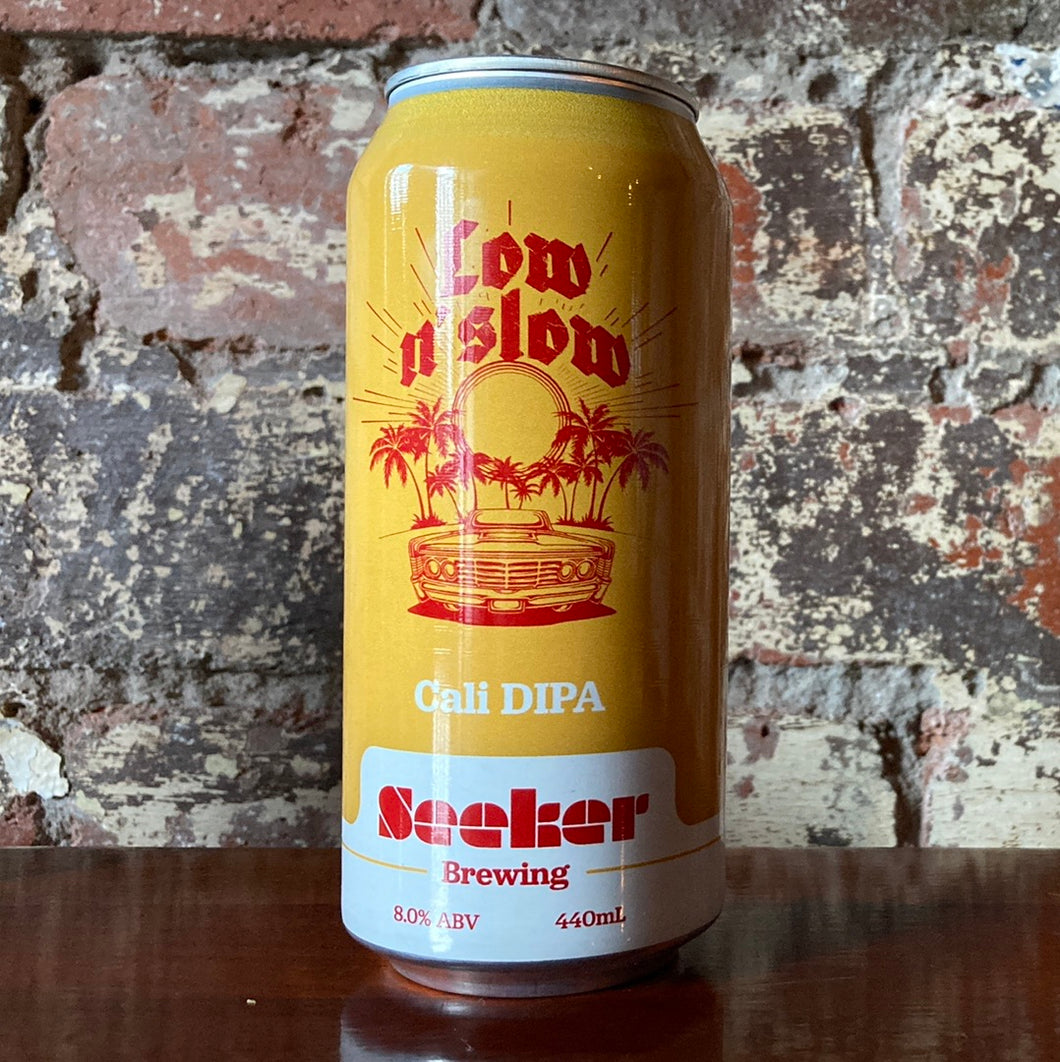 Low
n'slow
Cali DIPA
Seeker
Brewing
8.0% ABV 440mL